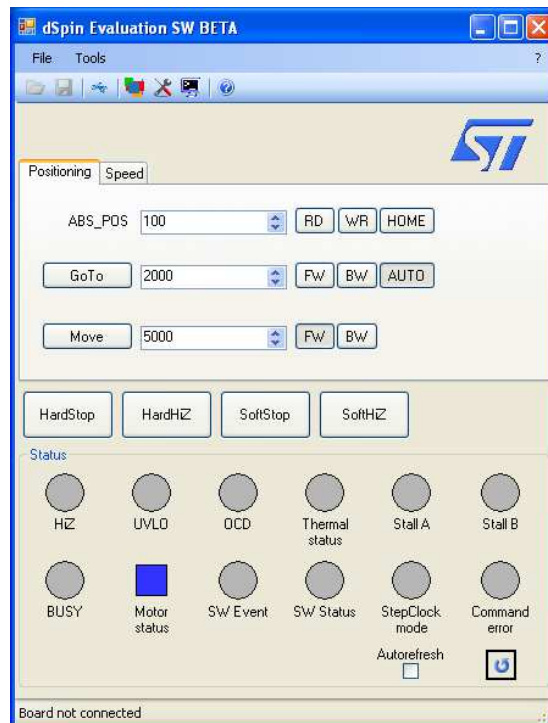 dSpin Evaluation SW BETA
File Tools ?
ST
Positioning Speed
ABS_POS 100 RD WR HOME
GoTo 2000 FW BW AUTO
Move 5000 FW BW
HardStop HardHiZ SoftStop SoftHiZ
Status
HiZ UVLO OCD Thermal status Stall A Stall B
BUSY Motor status SW Event SW Status StepClock mode Command error
Autorefresh
Board not connected